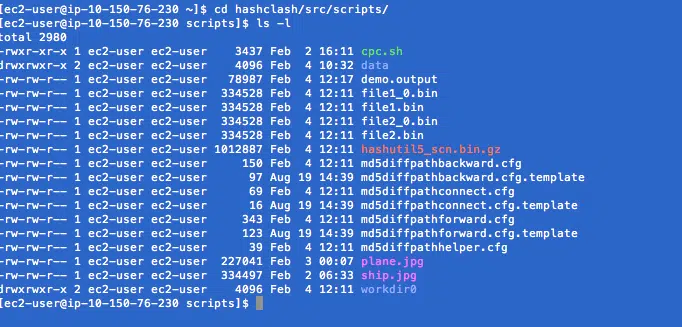 [ec2-user@ip-10-150-76-230 ~]$ cd hashclash/src/scripts/
[ec2-user@ip-10-150-76-230 scripts]$ ls -l
total 2980
-rwxrwxr-x 1 ec2-user ec2-user    3437 Feb  2 16:11 cpc.sh
drwxrwxr-x 2 ec2-user ec2-user    4096 Feb  4 10:32 data
-rw-rw-r-- 1 ec2-user ec2-user   78987 Feb  4 12:17 demo.output
-rw-rw-r-- 1 ec2-user ec2-user  334528 Feb  4 12:11 file1_0.bin
-rw-rw-r-- 1 ec2-user ec2-user  334528 Feb  4 12:11 file1.bin
-rw-rw-r-- 1 ec2-user ec2-user  334528 Feb  4 12:11 file2_0.bin
-rw-rw-r-- 1 ec2-user ec2-user  334528 Feb  4 12:11 file2.bin
-rw-rw-r-- 1 ec2-user ec2-user 1012887 Feb  4 12:11 hashutil5_scn.bin.gz
-rw-rw-r-- 1 ec2-user ec2-user     150 Feb  4 12:11 md5diffpathbackward.cfg
-rw-rw-r-- 1 ec2-user ec2-user      97 Aug 19 14:39 md5diffpathbackward.cfg.template
-rw-rw-r-- 1 ec2-user ec2-user      69 Feb  4 12:11 md5diffpathconnect.cfg
-rw-rw-r-- 1 ec2-user ec2-user      16 Aug 19 14:39 md5diffpathconnect.cfg.template
-rw-rw-r-- 1 ec2-user ec2-user     343 Feb  4 12:11 md5diffpathforward.cfg
-rw-rw-r-- 1 ec2-user ec2-user     123 Aug 19 14:39 md5diffpathforward.cfg.template
-rw-rw-r-- 1 ec2-user ec2-user      39 Feb  4 12:11 md5diffpathhelper.cfg
-rw-rw-r-- 1 ec2-user ec2-user  227041 Feb  3 00:07 plane.jpg
-rw-rw-r-- 1 ec2-user ec2-user  334497 Feb  2 06:33 ship.jpg
drwxrwxr-x 2 ec2-user ec2-user    4096 Feb  4 12:11 workdir0
[ec2-user@ip-10-150-76-230 scripts]$